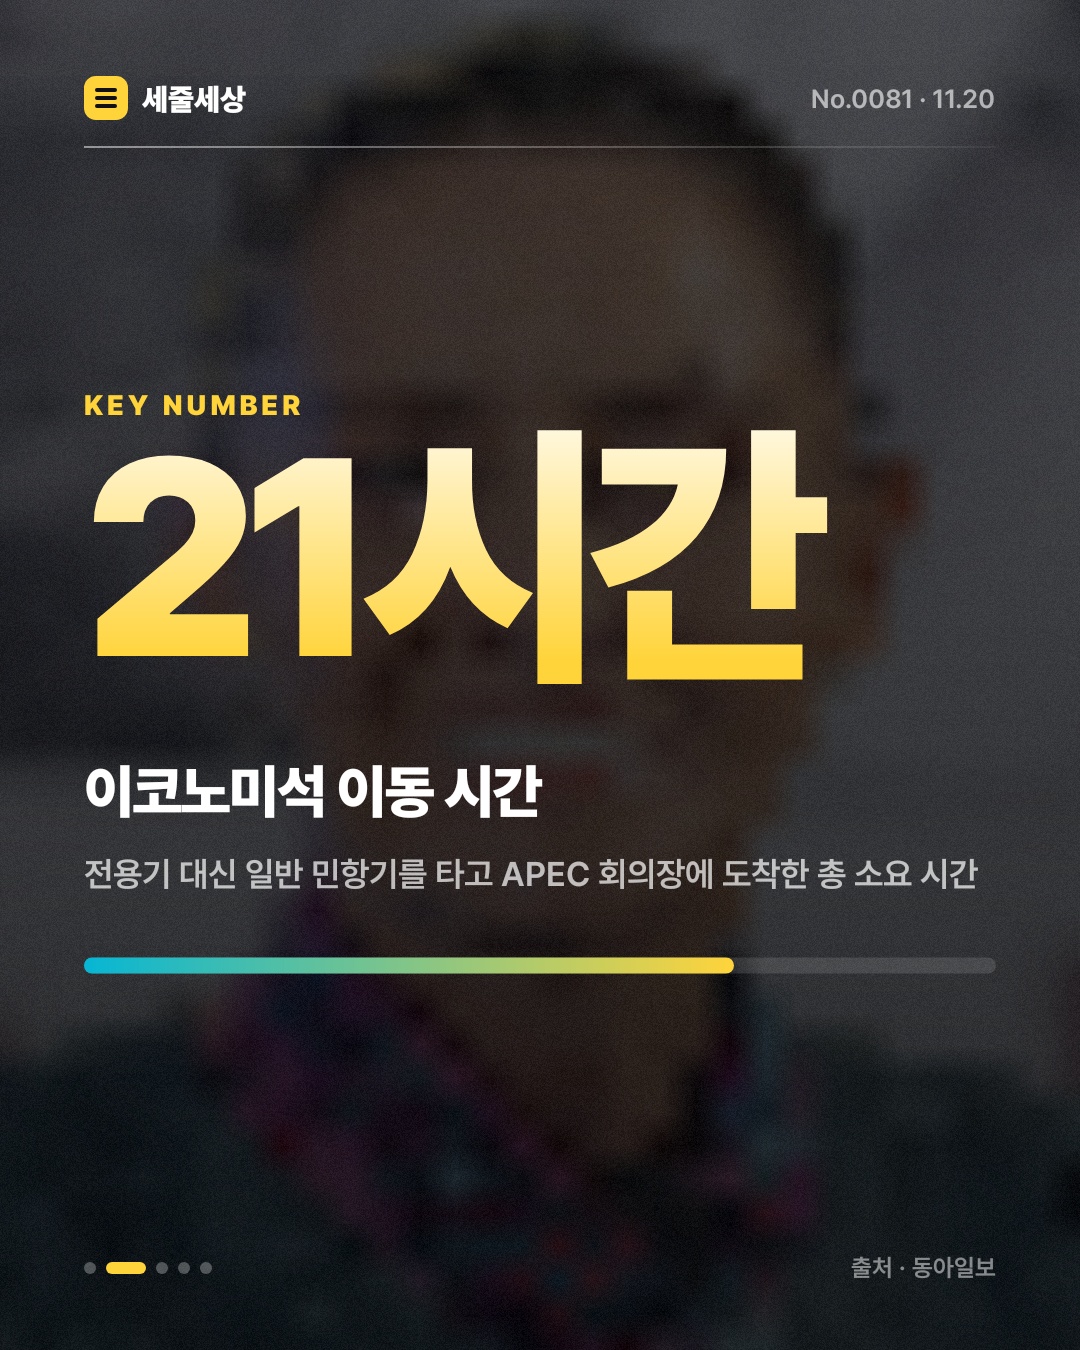 세줄세상
No.0081 · 11.20
KEY NUMBER
21시간
이코노미석 이동 시간
전용기 대신 일반 민항기를 타고 APEC 회의장에 도착한 총 소요 시간
출처 · 동아일보